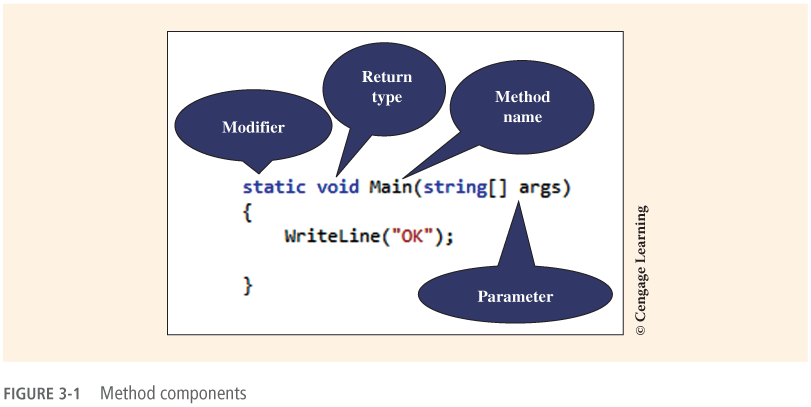 Return
type
Method
name
Modifier
static void Main(string[] args)
{
WriteLine("OK");
}
Parameter
© Cengage Learning
FIGURE 3-1 Method components